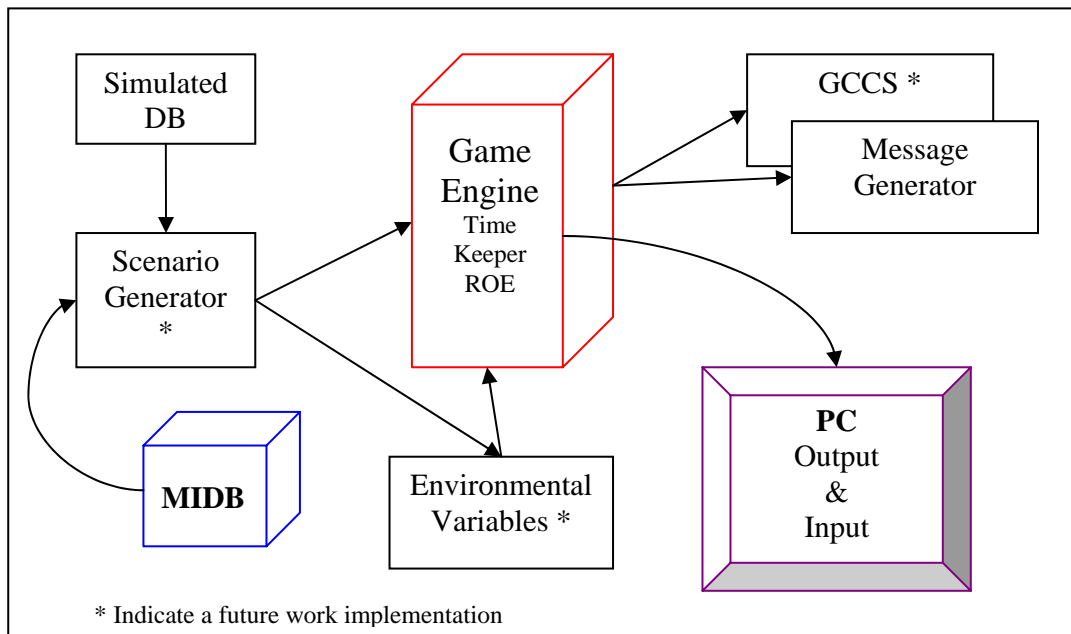 Simulated
DB
Scenario
Generator
*
MIDB
Game
Engine
Time
Keeper
ROE
Environmental
Variables *
GCCS *
Message
Generator
PC
Output
&
Input
* Indicate a future work implementation